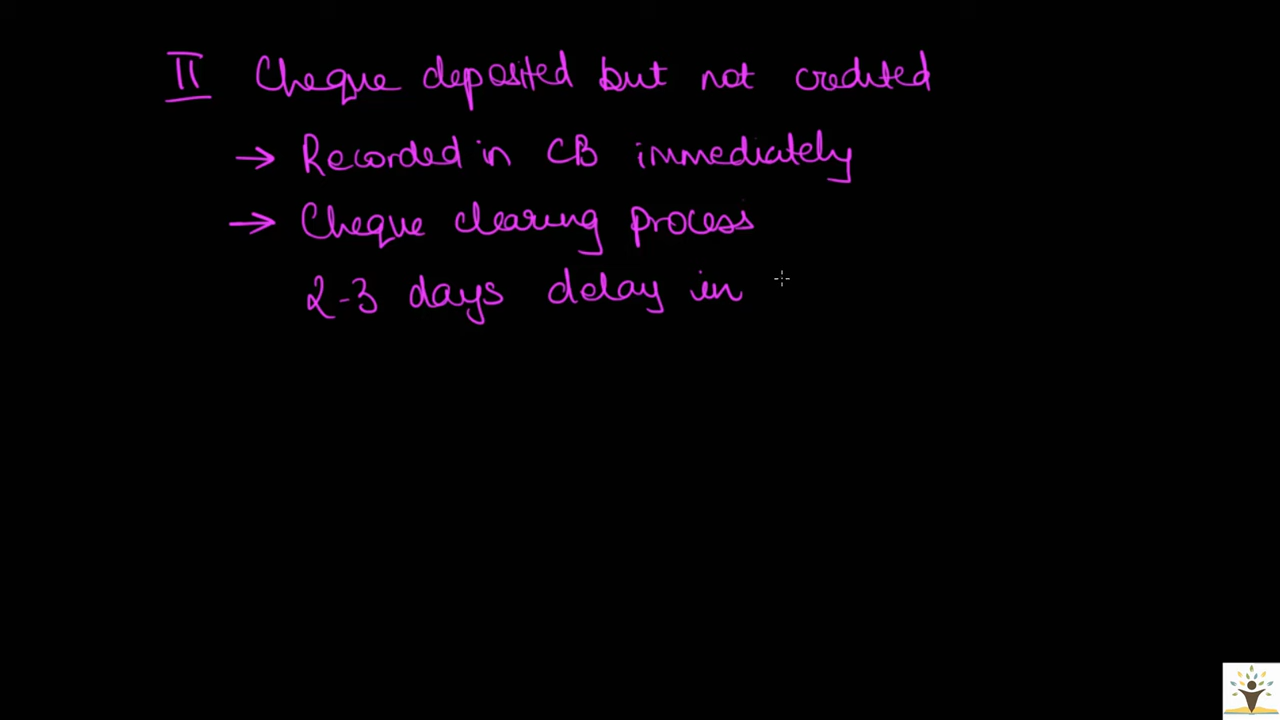 II Cheque deposited but not credited
→ Recorded in CB immediately
→ Cheque clearing process
2-3 days delay in